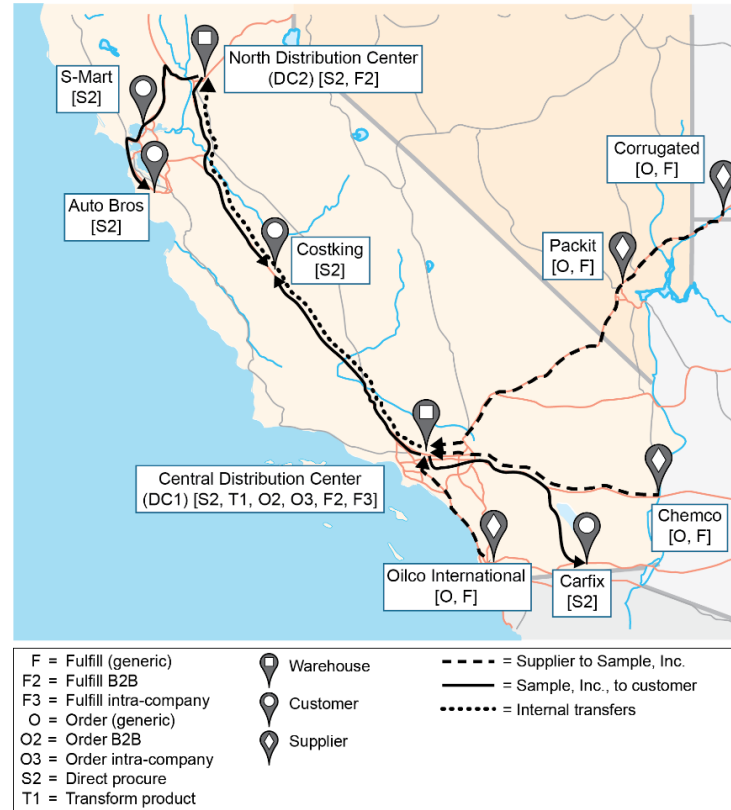 S-Mart
[S2]
North Distribution Center
(DC2) [S2, F2]
Corrugated
[O, F]
Auto Bros
[S2]
Costking
[S2]
Packit
[O, F]
Central Distribution Center
(DC1) [S2, T1, O2, O3, F2, F3]
Chemco
[O, F]
Oilco International
[O, F]
Carfix
[S2]
F = Fulfill (generic)
F2 = Fulfill B2B
F3 = Fulfill intra-company
O = Order (generic)
O2 = Order B2B
O3 = Order intra-company
S2 = Direct procure
T1 = Transform product
Warehouse
Customer
Supplier
= Supplier to Sample, Inc.
= Sample, Inc., to customer
= Internal transfers